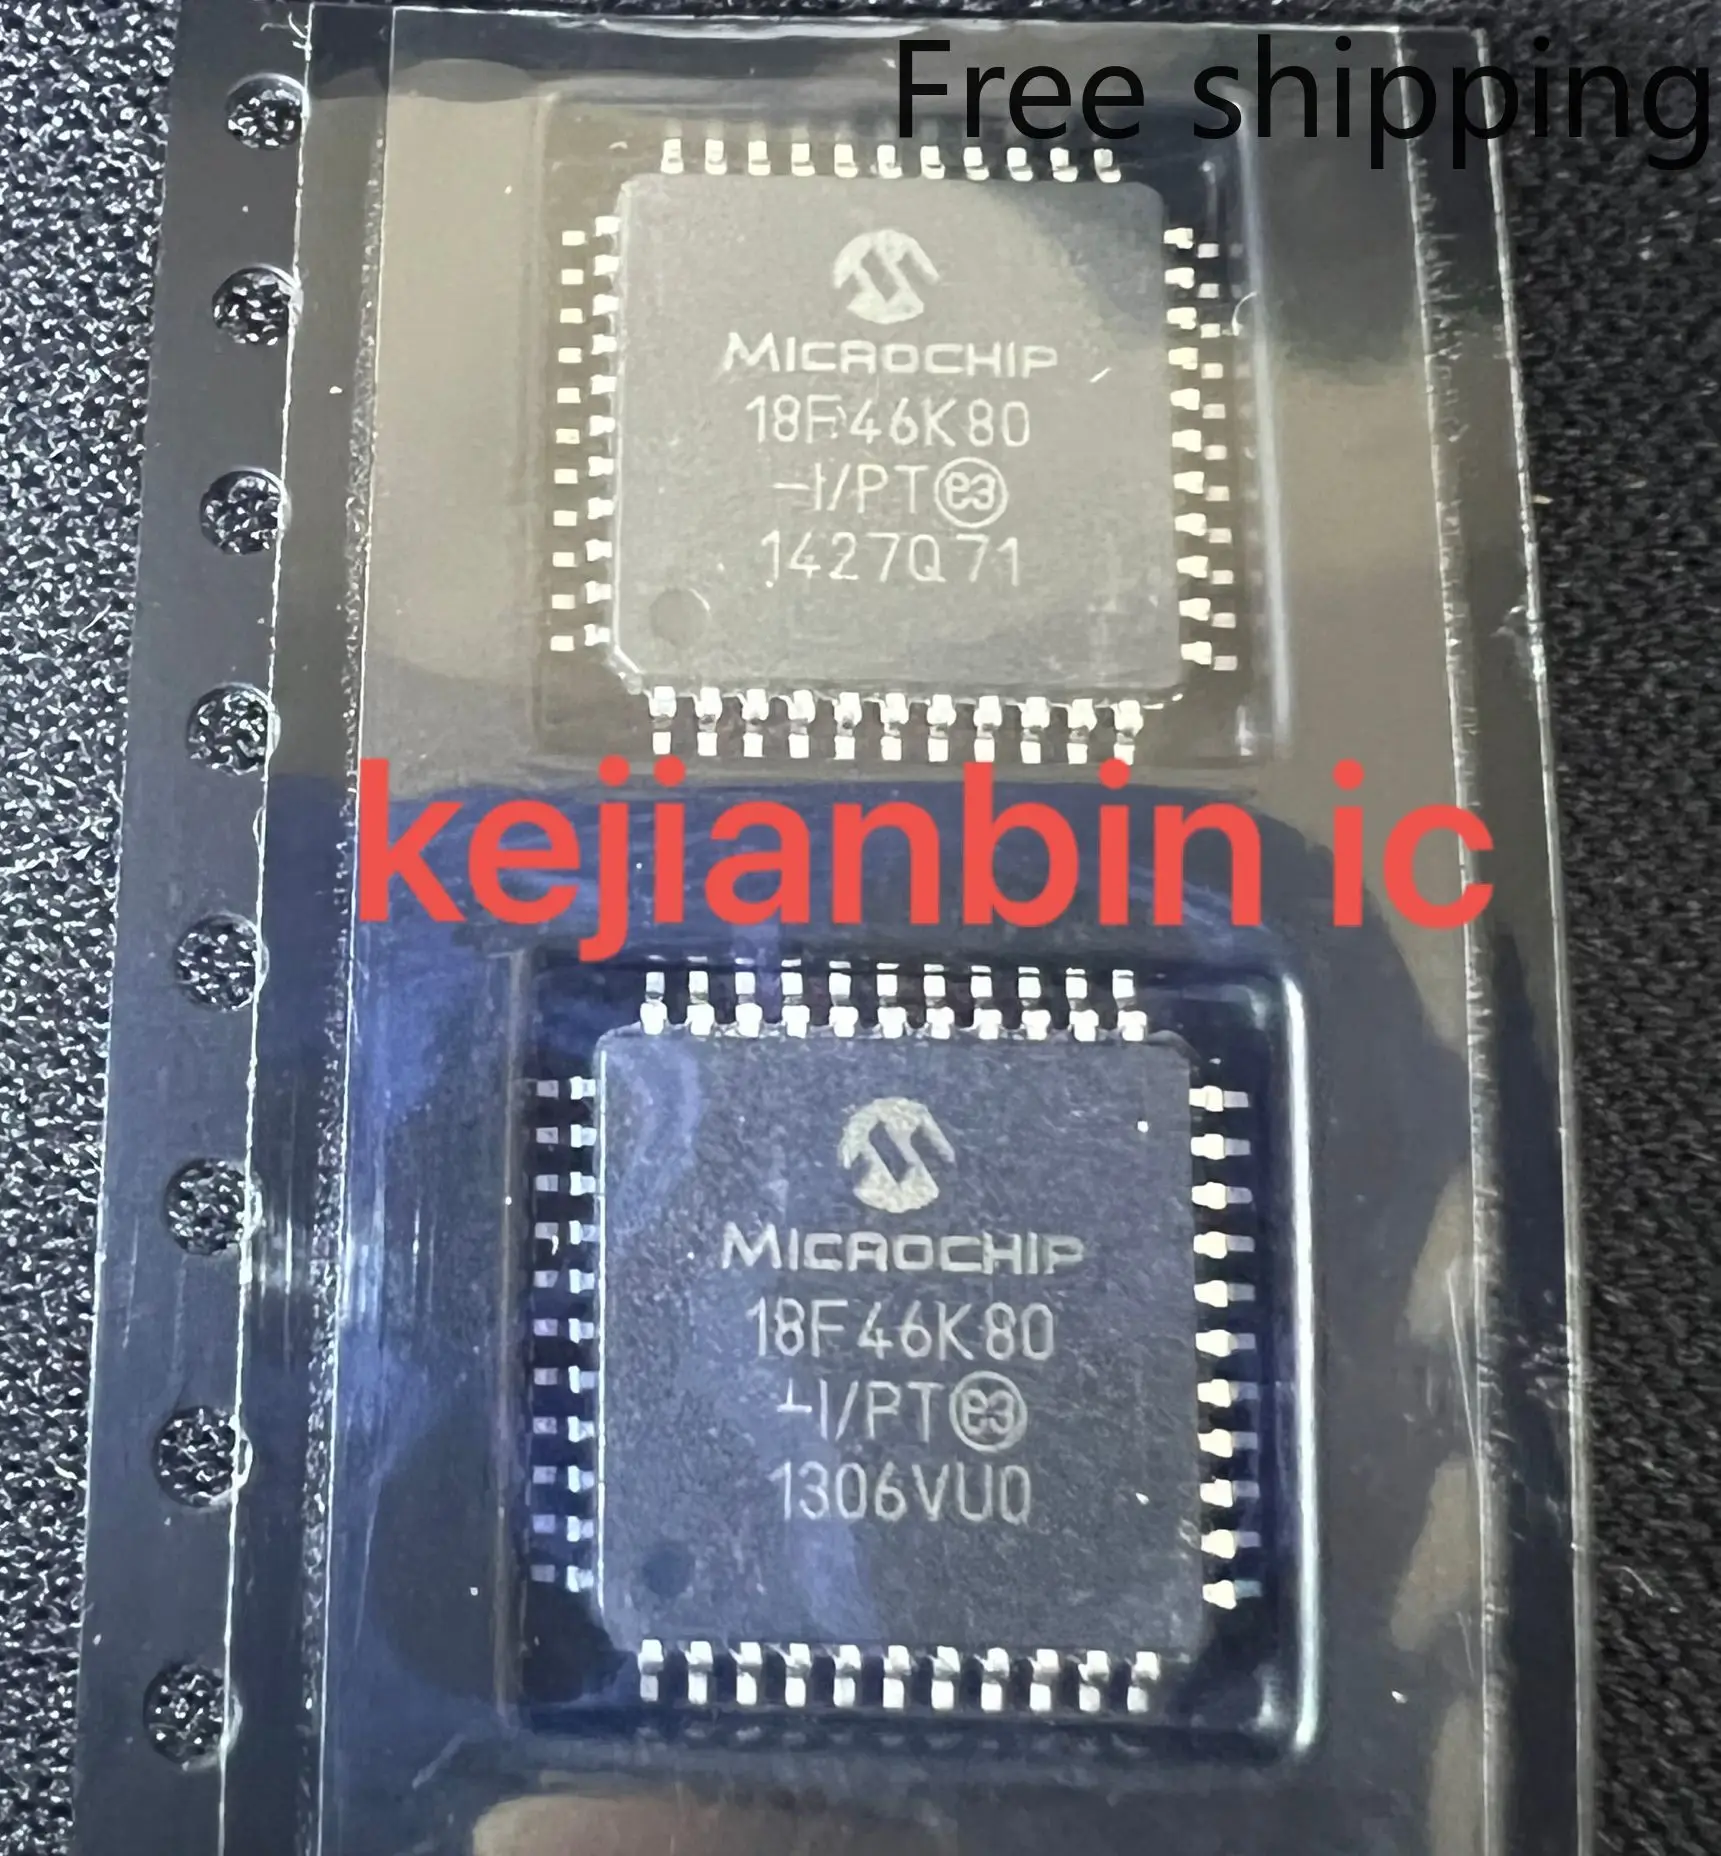 Free shipping
MICROCHIP
18F46K80
-I/PT e3
1427Q71
kejianbin ic
MICROCHIP
18F46K80
-I/PT e3
1306VU0